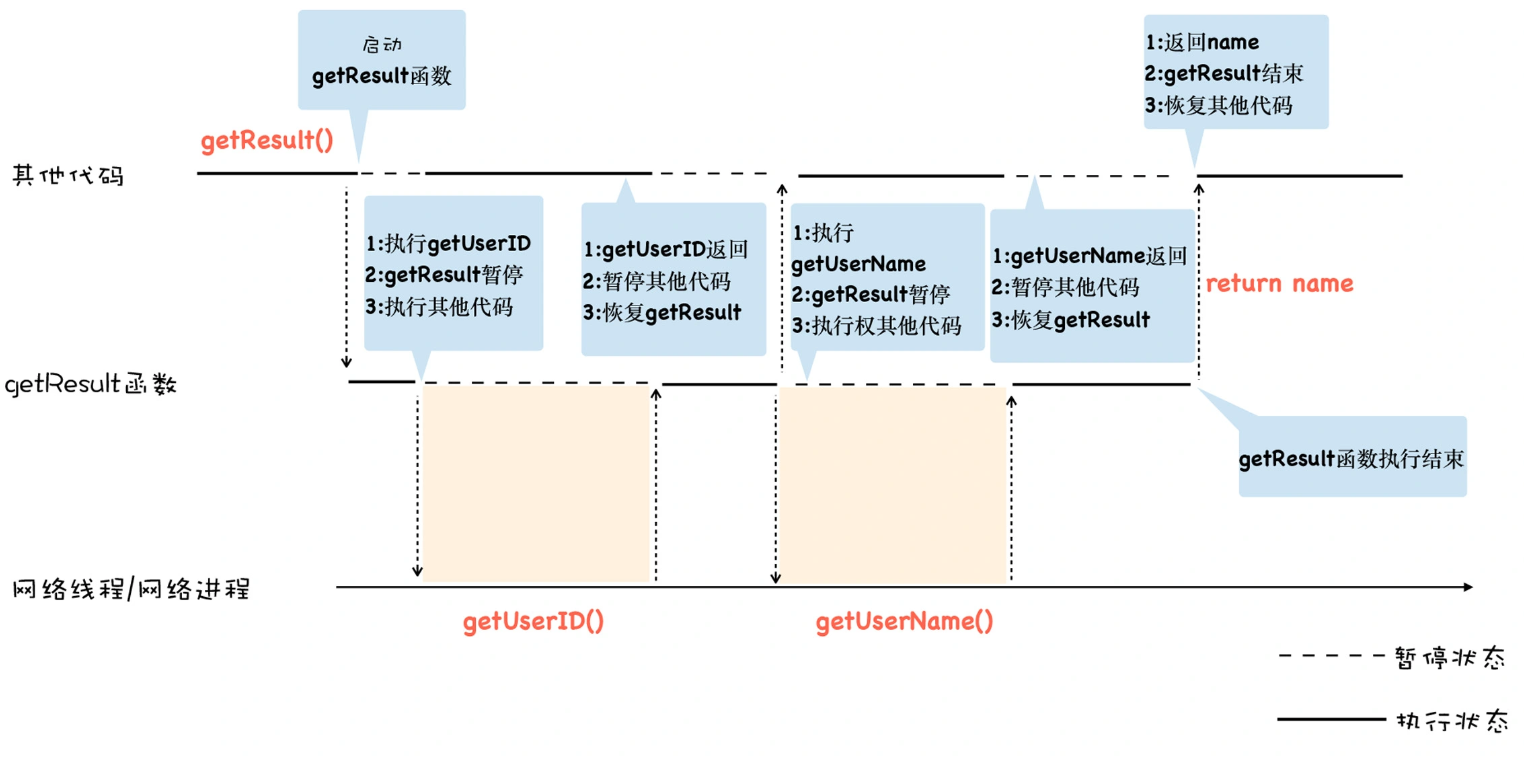 启动
getResult函数
1:返回name
2:getResult结束
3:恢复其他代码
getResult()
其他代码
1:执行getUserID
2:getResult暂停
3:执行其他代码
1:getUserID返回
2:暂停其他代码
3:恢复getResult
1:执行
getUserName
2:getResult暂停
3:执行权其他代码
1:getUserName返回
2:暂停其他代码
3:恢复getResult
return name
getResult函数
getResult函数执行结束
网络线程/网络进程
getUserID()
getUserName()
暂停状态
执行状态